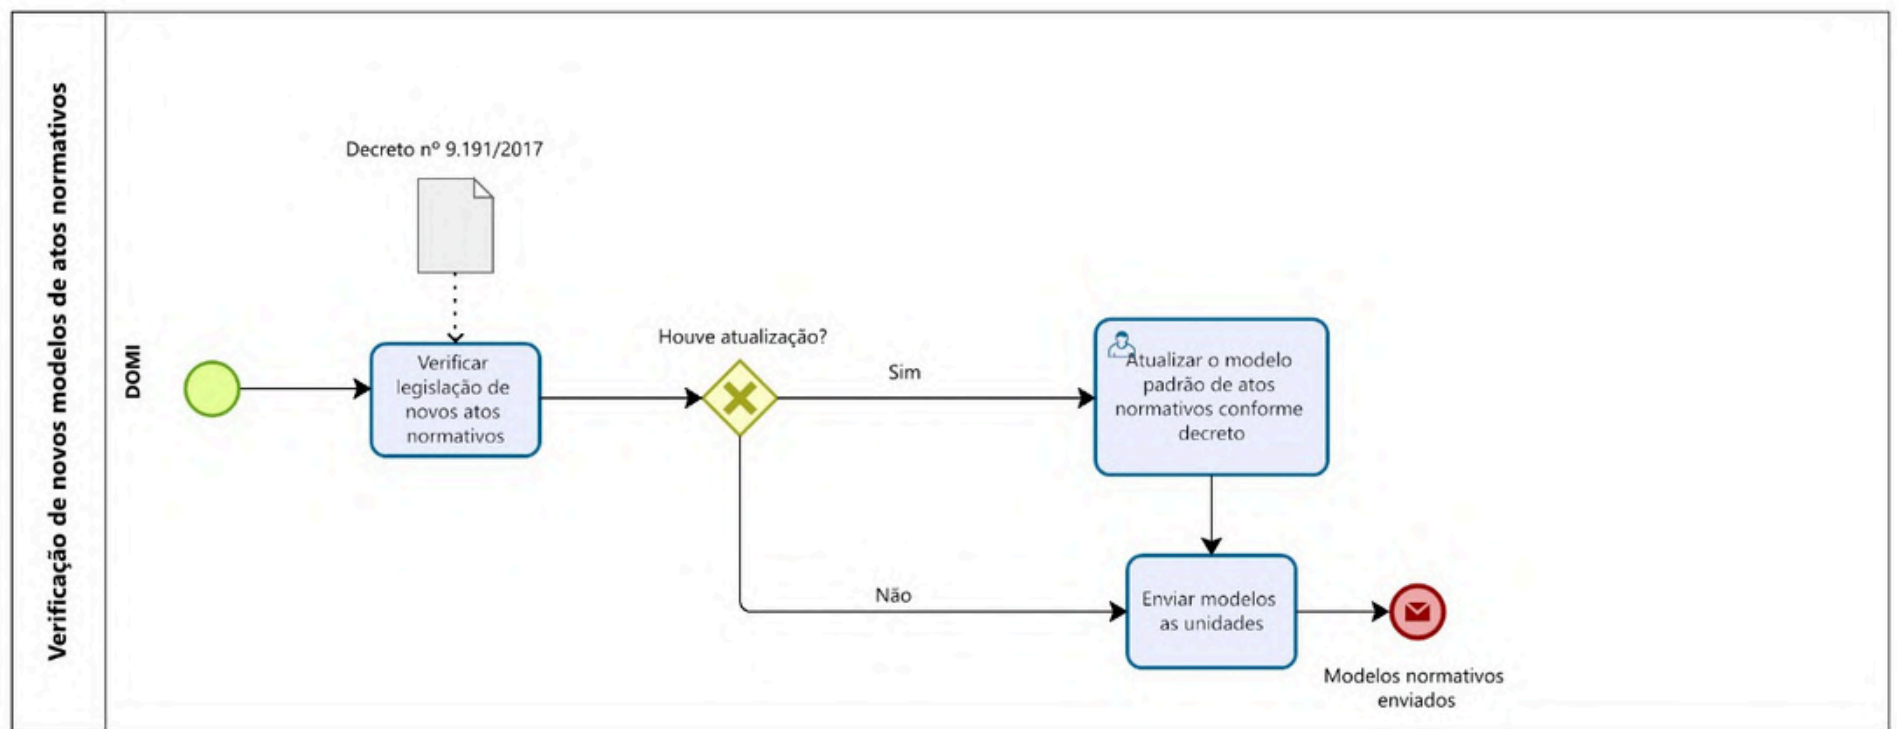 Verificação de novos modelos de atos normativos
DOMI
Decreto nº 9.191/2017
Verificar
legislação de
novos atos
normativos
Houve atualização?
Sim
Atualizar o modelo
padrão de atos
normativos conforme
decreto
Não
Enviar modelos
as unidades
Modelos normativos
enviados